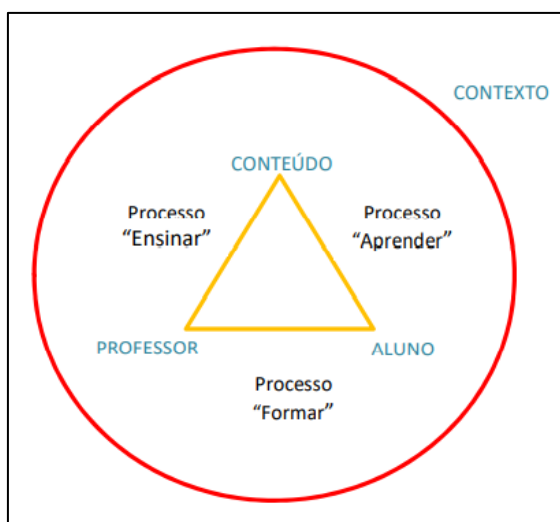 CONTEXTO
CONTEÚDO
Processo
“Ensinar”
Processo
“Aprender”
PROFESSOR
ALUNO
Processo
“Formar”